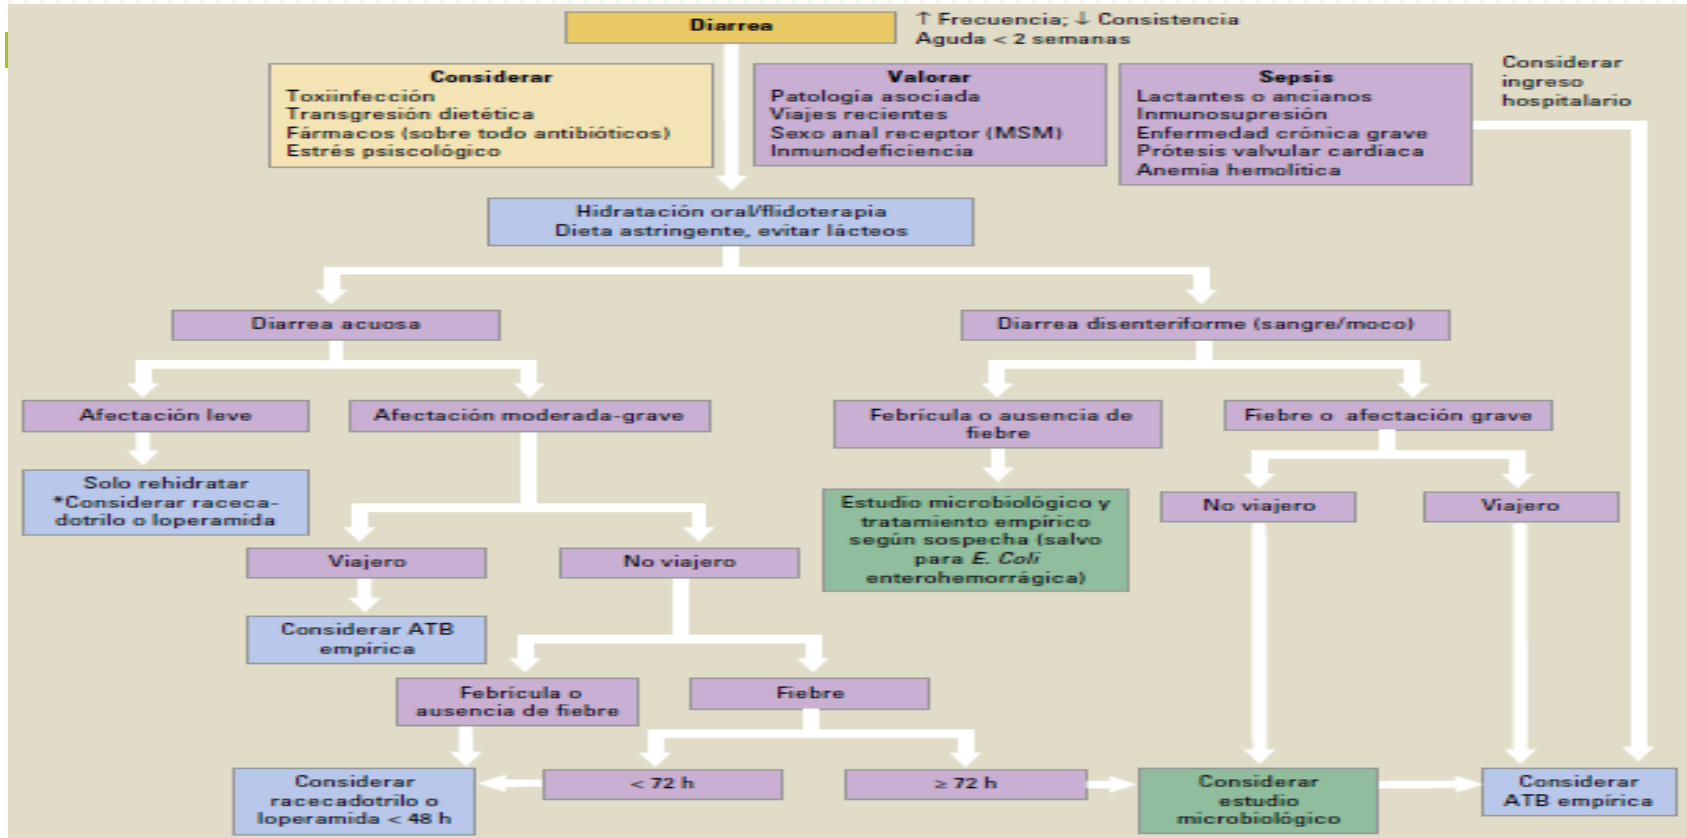 Diarrea
↑ Frecuencia; ↓ Consistencia
Aguda < 2 semanas
Considerar
Toxiinfección
Transgresión dietética
Fármacos (sobre todo antibióticos)
Estrés psiscológico
Valorar
Patología asociada
Viajes recientes
Sexo anal receptor (MSM)
Inmunodeficiencia
Sepsis
Lactantes o ancianos
Inmunosupresión
Enfermedad crónica grave
Prótesis valvular cardiaca
Anemia hemolítica
Considerar
ingreso
hospitalario
Hidratación oral/flidoterapia
Dieta astringente, evitar lácteos
Diarrea acuosa
Diarrea disenteriforme (sangre/moco)
Afectación leve
Afectación moderada-grave
Febrícula o ausencia de
fiebre
Fiebre o afectación grave
Solo rehidratar
*Considerar raceca-
dotrilo o loperamida
Estudio microbiológico y
tratamiento empírico
según sospecha (salvo
para E. Coli
enterohemorrágica)
No viajero
Viajero
Viajero
No viajero
Considerar ATB
empírica
Febrícula o
ausencia de fiebre
Fiebre
Considerar
racecadotrilo o
loperamida < 48 h
< 72 h
≥ 72 h
Considerar
estudio
microbiológico
Considerar
ATB empírica